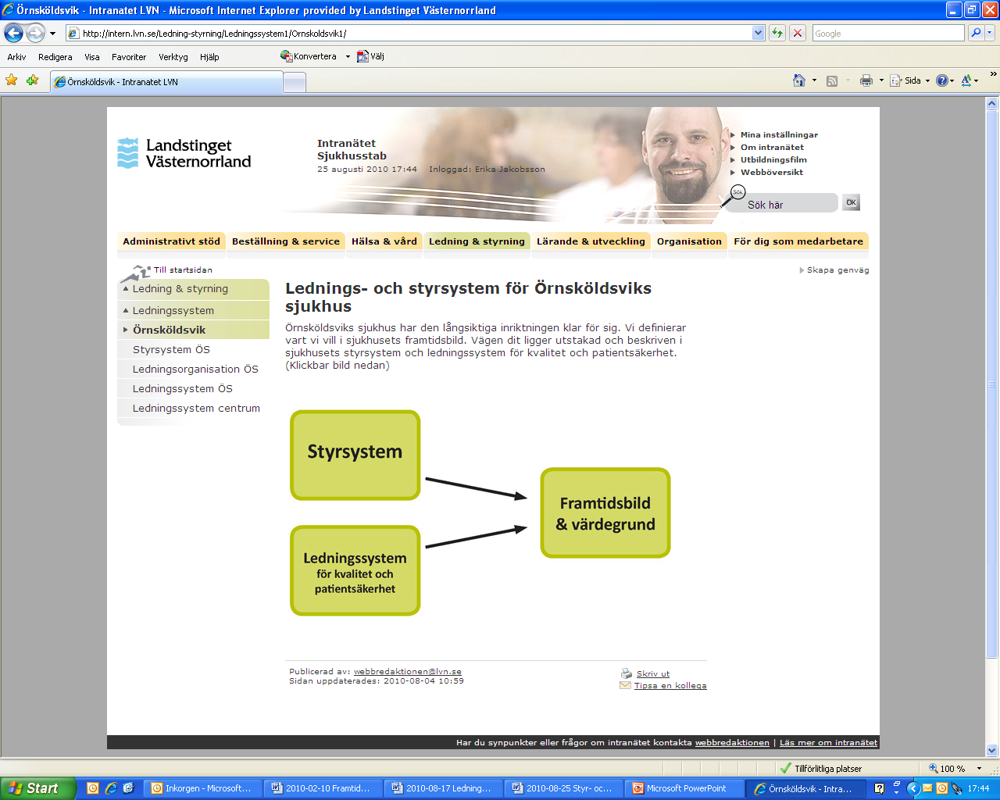 Örnsköldsvik - Intranatet LVN - Microsoft Internet Explorer provided by Landstinget Västernorrland
http://intern.lvn.se/Ledning-styrning/Ledningssystem1/Ornskoldsvik1/
Google
Arkiv Redigera Visa Favoriter Verktyg Hjälp Konvertera Välj
Örnsköldsvik - Intranatet LVN
Sida
Landstinget
Västernorrland
Intranätet
Sjukhusstab
25 augusti 2010 17:44 Inloggad: Erika Jakobsson
Mina inställningar
Om intranätet
Utbildningsfilm
Webböversikt
Sök
Sök här
OK
Administrativt stöd Beställning & service Hälsa & vård Ledning & styrning Lärande & utveckling Organisation För dig som medarbetare
Till startsidan
Skapa genväg
Ledning & styrning
Ledningssystem
Örnsköldsvik
Styrsystem ÖS
Ledningsorganisation ÖS
Ledningssystem ÖS
Ledningssystem centrum
Lednings- och styrsystem för Örnsköldsviks
sjukhus
Örnsköldsviks sjukhus har den långsiktiga inriktningen klar för sig. Vi definierar
vart vi vill i sjukhusets framtidsbild. Vägen dit ligger utstakad och beskriven i
sjukhusets styrsystem och ledningssystem för kvalitet och patientsäkerhet.
(Klickbar bild nedan)
Styrsystem
Framtidsbild
& värdegrund
Ledningssystem
för kvalitet och
patientsäkerhet
Publicerad av: webbredaktionen@lvn.se
Sidan uppdaterades: 2010-08-04 10:59
Skriv ut
Tipsa en kollega
Har du synpunkter eller frågor om intranätet kontakta webbredaktionen | Läs mer om intranätet
Tillförlitliga platser
100 %
Start
Inkorgen - Microsoft...
2010-02-10 Framtid...
2010-08-17 Ledning...
2010-08-25 Styr- oc...
Microsoft PowerPoint
Örnsköldsvik - Intra...
17:44